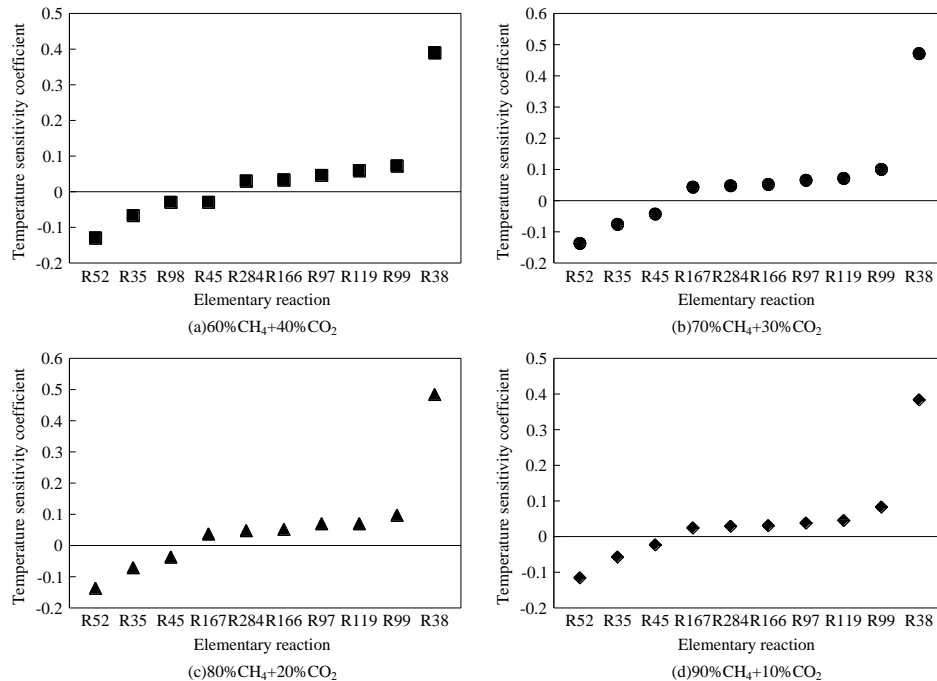 Temperature sensitivity coefficient
0.5
0.4
0.3
0.2
0.1
0
-0.1
-0.2
R52 R35 R98 R45 R284 R166 R97 R119 R99 R38
Elementary reaction
(a)60%CH₄+40%CO₂
Temperature sensitivity coefficient
0.6
0.5
0.4
0.3
0.2
0.1
0
-0.1
-0.2
R52 R35 R45 R167 R284 R166 R97 R119 R99 R38
Elementary reaction
(b)70%CH₄+30%CO₂
Temperature sensitivity coefficient
0.6
0.5
0.4
0.3
0.2
0.1
0
-0.1
-0.2
R52 R35 R45 R167 R284 R166 R97 R119 R99 R38
Elementary reaction
(c)80%CH₄+20%CO₂
Temperature sensitivity coefficient
0.5
0.4
0.3
0.2
0.1
0
-0.1
-0.2
R52 R35 R45 R167 R284 R166 R97 R119 R99 R38
Elementary reaction
(d)90%CH₄+10%CO₂